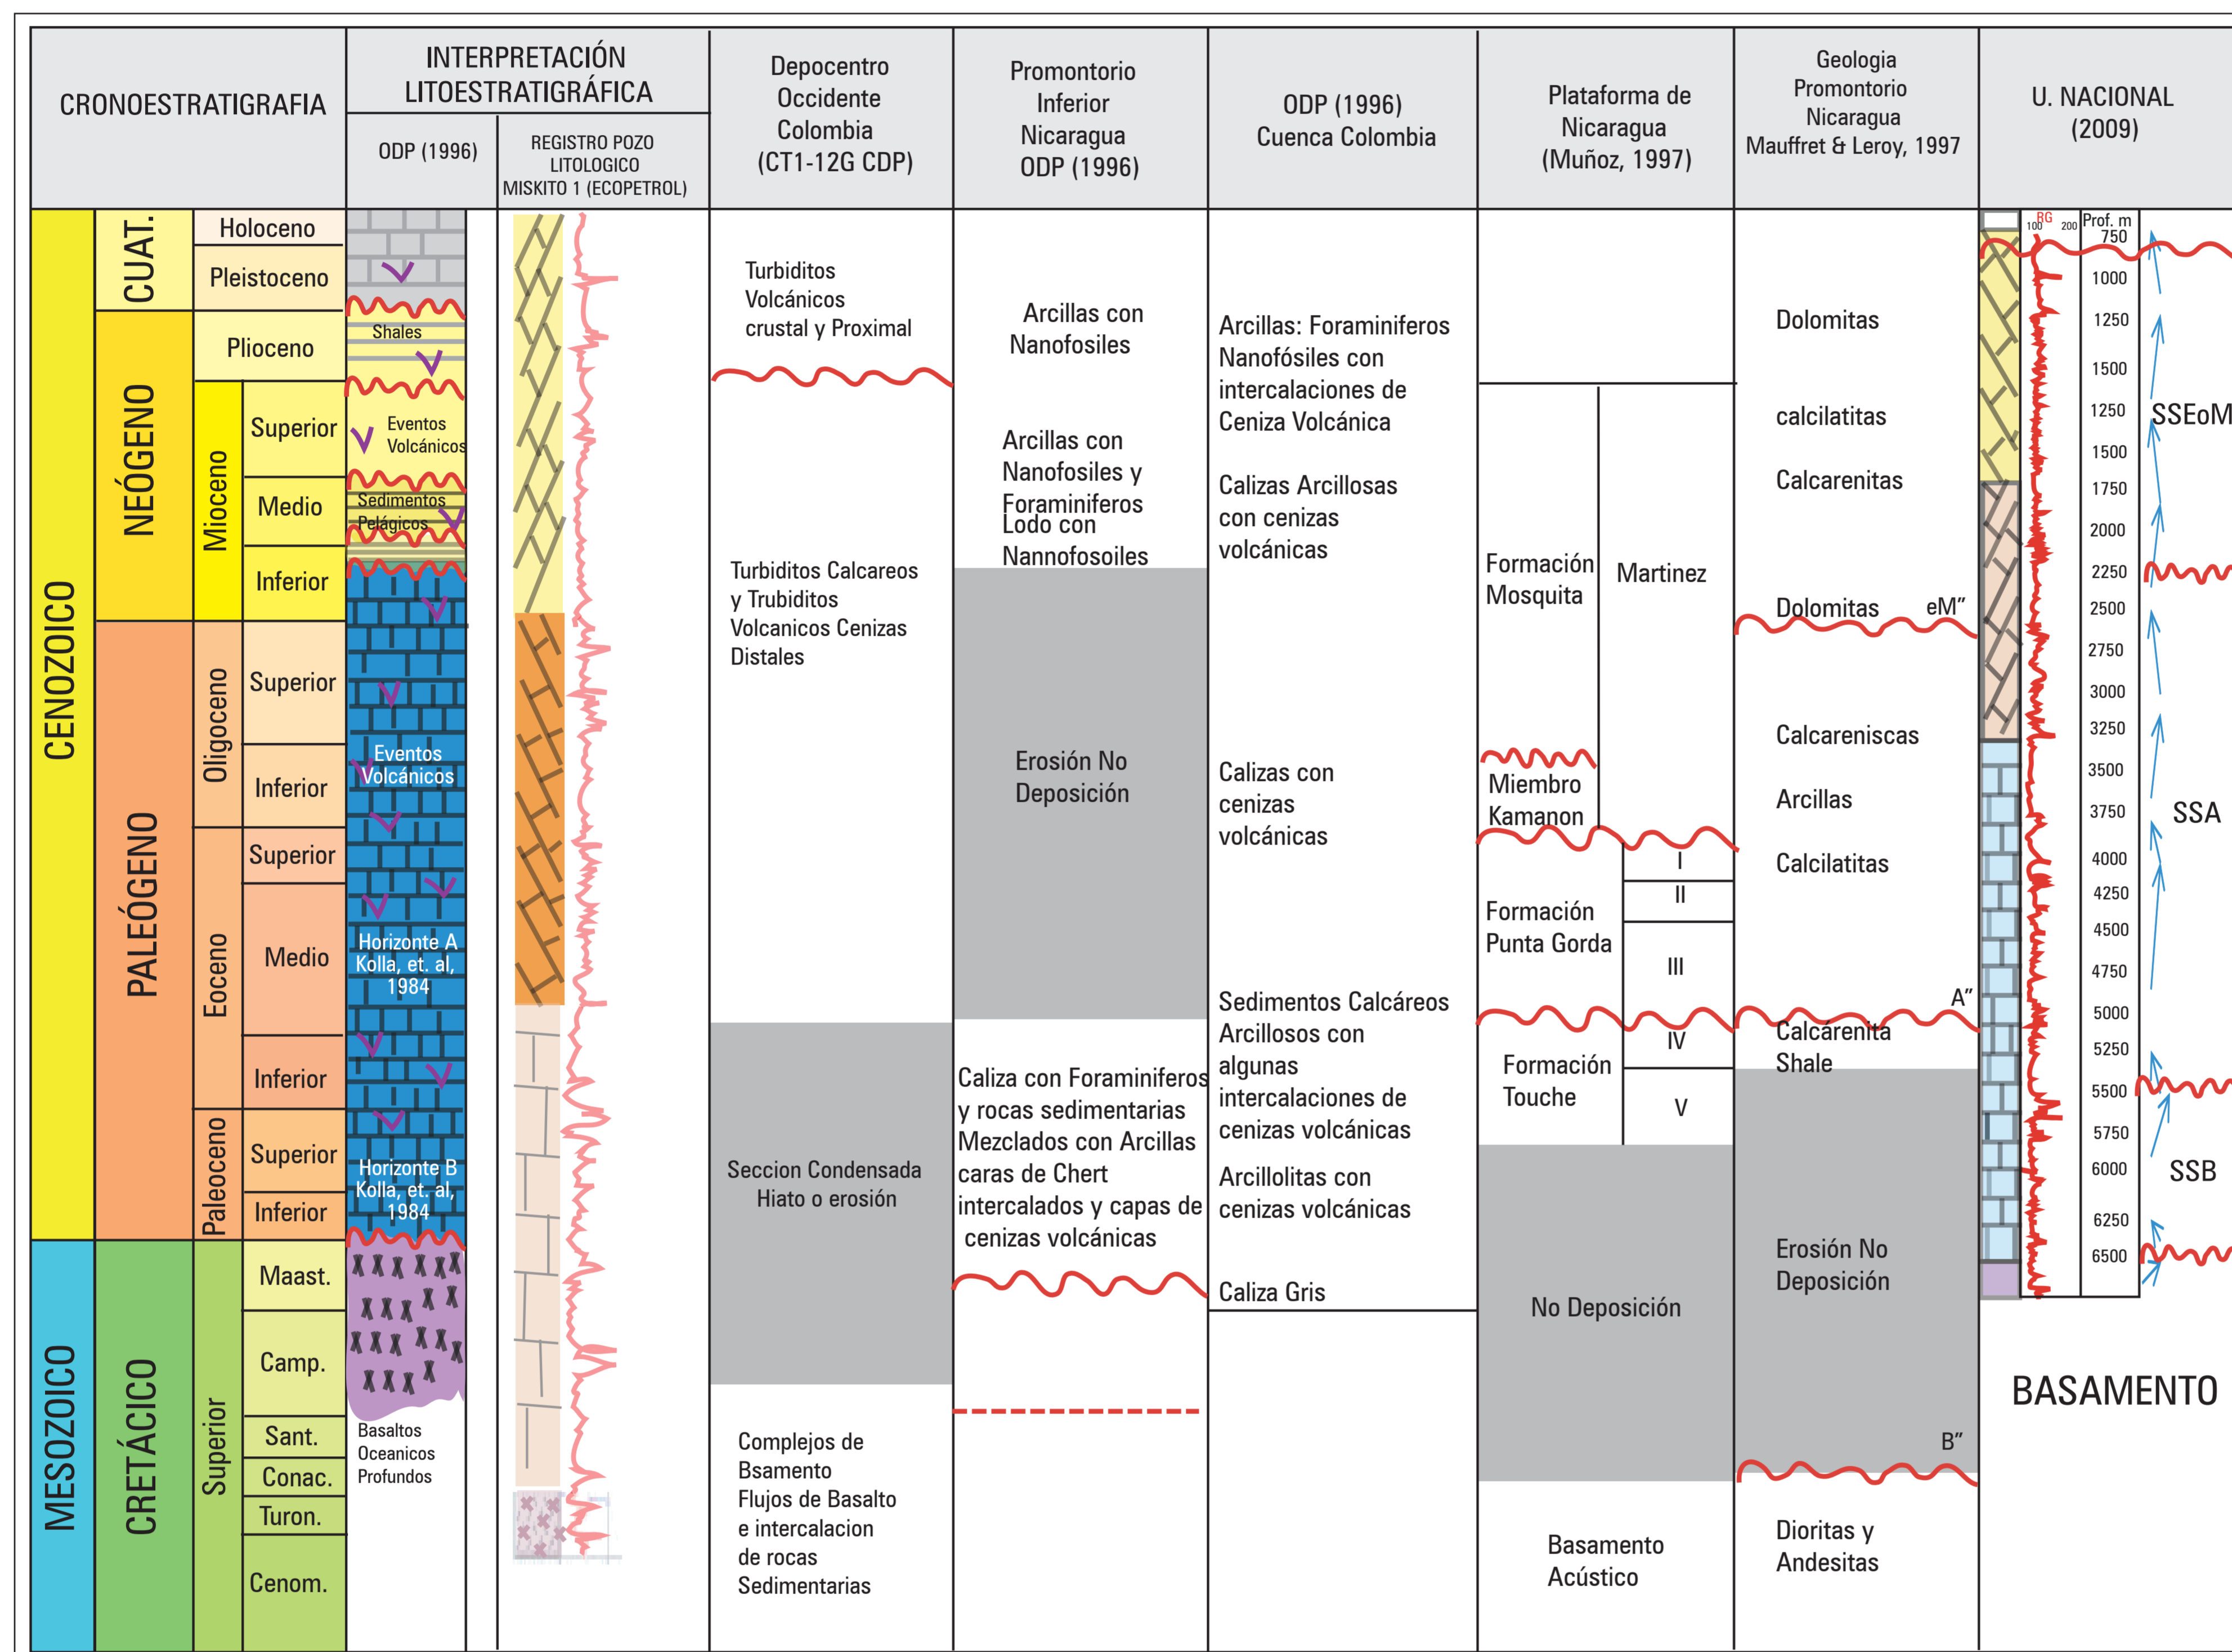 CRONOESTRATIGRAFIA
INTERPRETACIÓN
LITOESTRATIGRÁFICA
ODP (1996)
REGISTRO POZO
LITOLOGICO
MISKITO 1 (ECOPETROL)
Depocentro
Occidente
Colombia
(CT1-12G CDP)
Promontorio
Inferior
Nicaragua
ODP (1996)
ODP (1996)
Cuenca Colombia
Plataforma de
Nicaragua
(Muñoz, 1997)
Geologia
Promontorio
Nicaragua
Mauffret & Leroy, 1997
U. NACIONAL
(2009)
CENOZOICO
MESOZOICO
CUAT.
NEÓGENO
PALEÓGENO
CRETÁCICO
Holoceno
Pleistoceno
Plioceno
Mioceno
Superior
Medio
Inferior
Oligoceno
Superior
Inferior
Eoceno
Superior
Medio
Inferior
Paleoceno
Superior
Inferior
Superior
Maast.
Camp.
Sant.
Conac.
Turon.
Cenom.
Shales
Eventos
Volcánicos
Sedimentos
Pelágicos
Eventos
Volcánicos
Horizonte A
Kolla, et. al,
1984
Horizonte B
Kolla, et. al,
1984
Basaltos
Oceanicos
Profundos
Turbiditos
Volcánicos
crustal y Proximal
Turbiditos Calcareos
y Trubiditos
Volcanicos Cenizas
Distales
Seccion Condensada
Hiato o erosión
Complejos de
Bsamento
Flujos de Basalto
e intercalacion
de rocas
Sedimentarias
Arcillas con
Nanofosiles
Arcillas con
Nanofosiles y
Foraminiferos
Lodo con
Nannofosoiles
Erosión No
Deposición
Caliza con Foraminiferos
y rocas sedimentarias
Mezclados con Arcillas
caras de Chert
intercalados y capas de
cenizas volcánicas
Arcillas: Foraminiferos
Nanofósiles con
intercalaciones de
Ceniza Volcánica
Calizas Arcillosas
con cenizas
volcánicas
Calizas con
cenizas
volcánicas
Sedimentos Calcáreos
Arcillosos con
algunas
intercalaciones de
cenizas volcánicas
Arcillolitas con
cenizas volcánicas
Caliza Gris
Formación
Mosquita
Martinez
Miembro
Kamanon
Formación
Punta Gorda
I
II
III
Formación
Touche
IV
V
No Deposición
Basamento
Acústico
Dolomitas
calcilatitas
Calcarenitas
Dolomitas eM”
Calcareniscas
Arcillas
Calcilatitas
A”
Calcárenita
Shale
Erosión No
Deposición
B”
Dioritas y
Andesitas
RG
100 200
Prof. m
750
1000
1250
1500
1250
1500
1750
2000
2250
2500
2750
3000
3250
3500
3750
4000
4250
4500
4750
5000
5250
5500
5750
6000
6250
6500
SSEoM
SSA
SSB
BASAMENTO